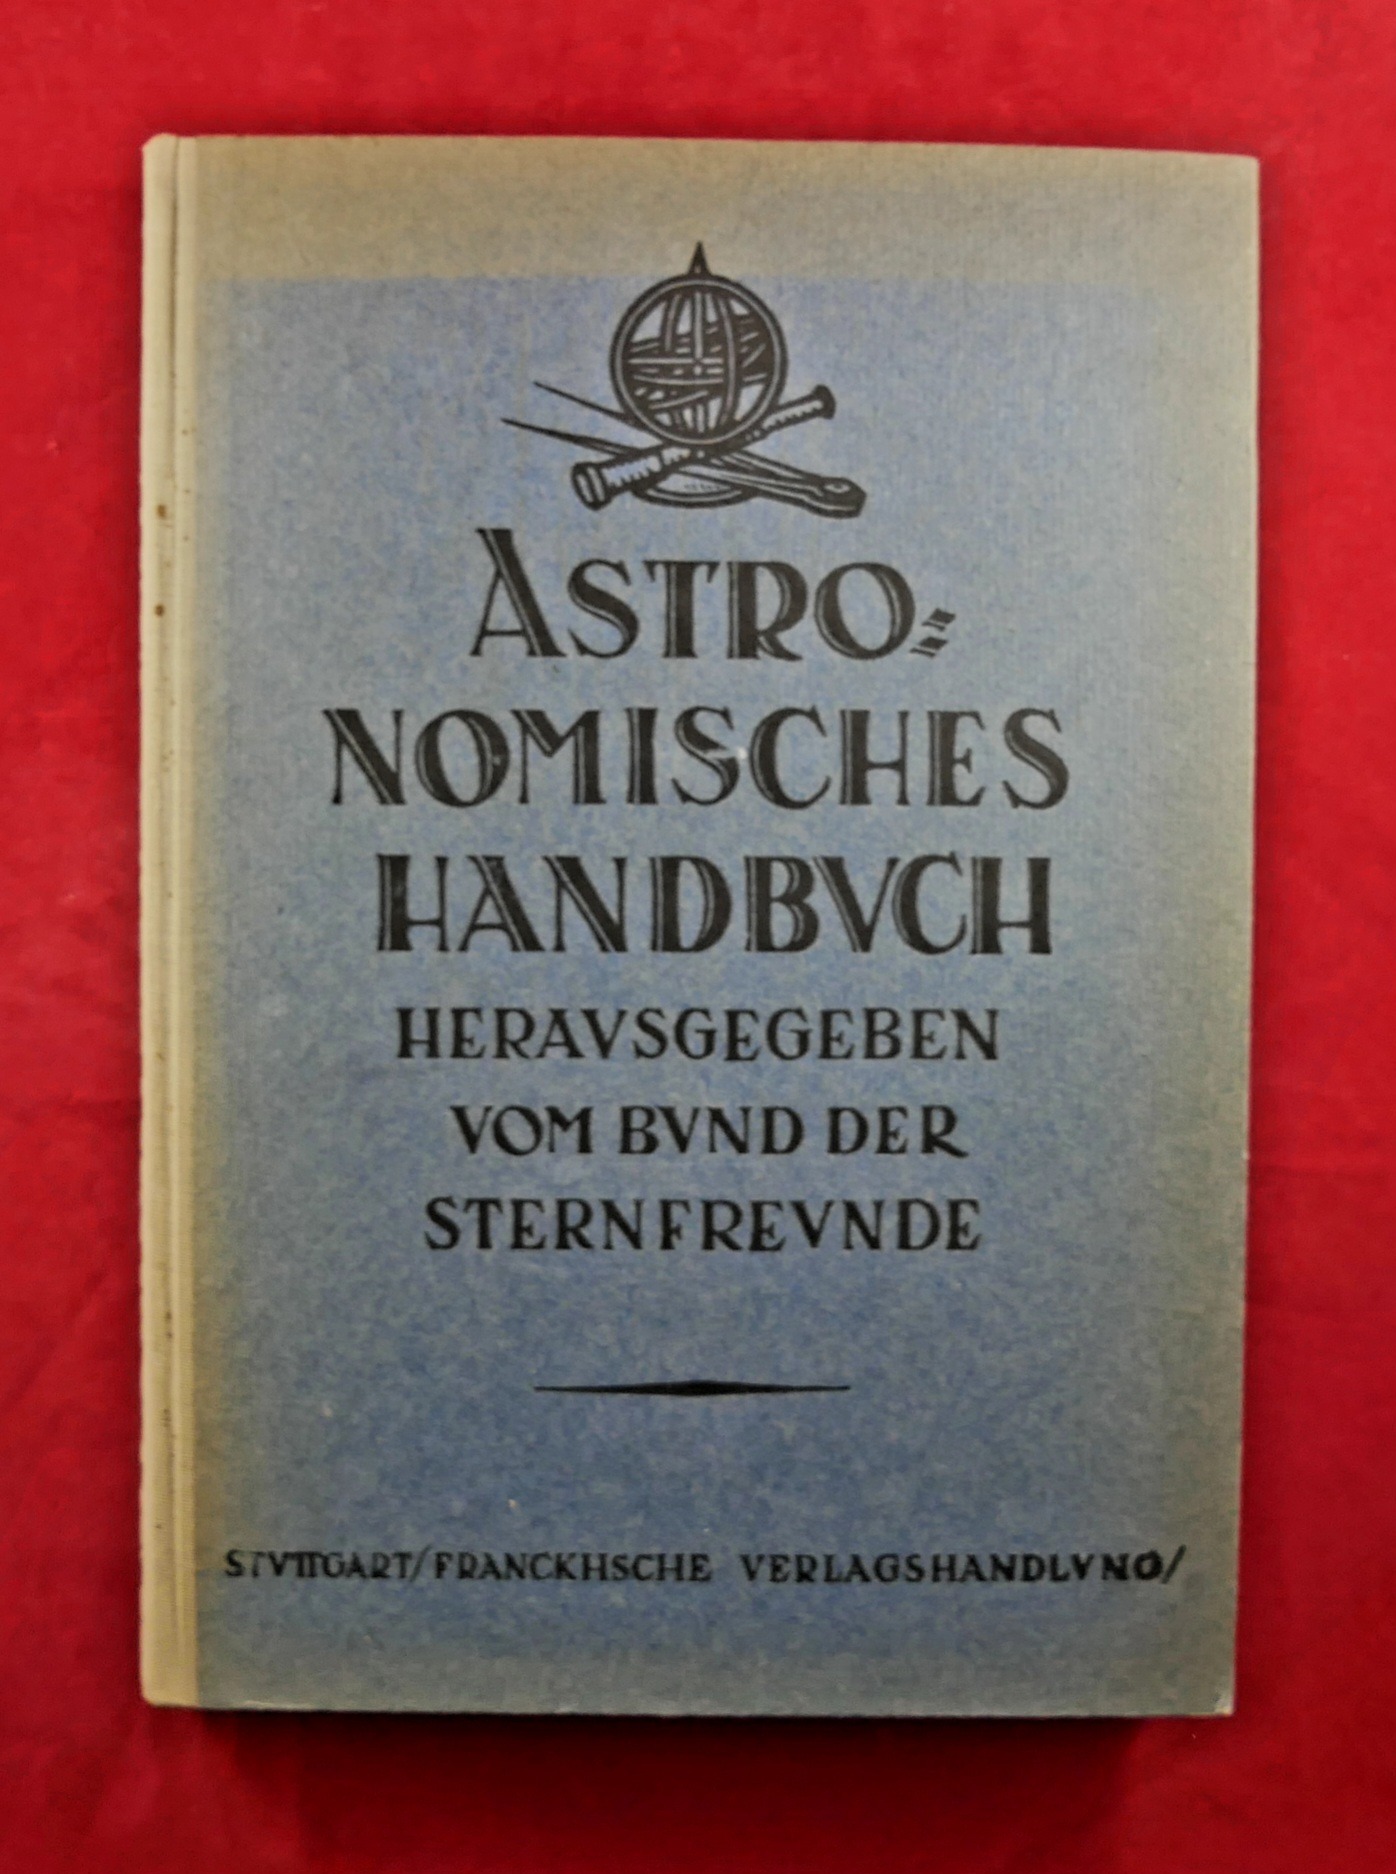 ASTRO=
NOMISCHES
HANDBVCH
HERAVSGEGEBEN
VOM BVND DER
STERNFREVNDE
STVTTGART/FRANCKHSCHE VERLAGSHANDLVNG/